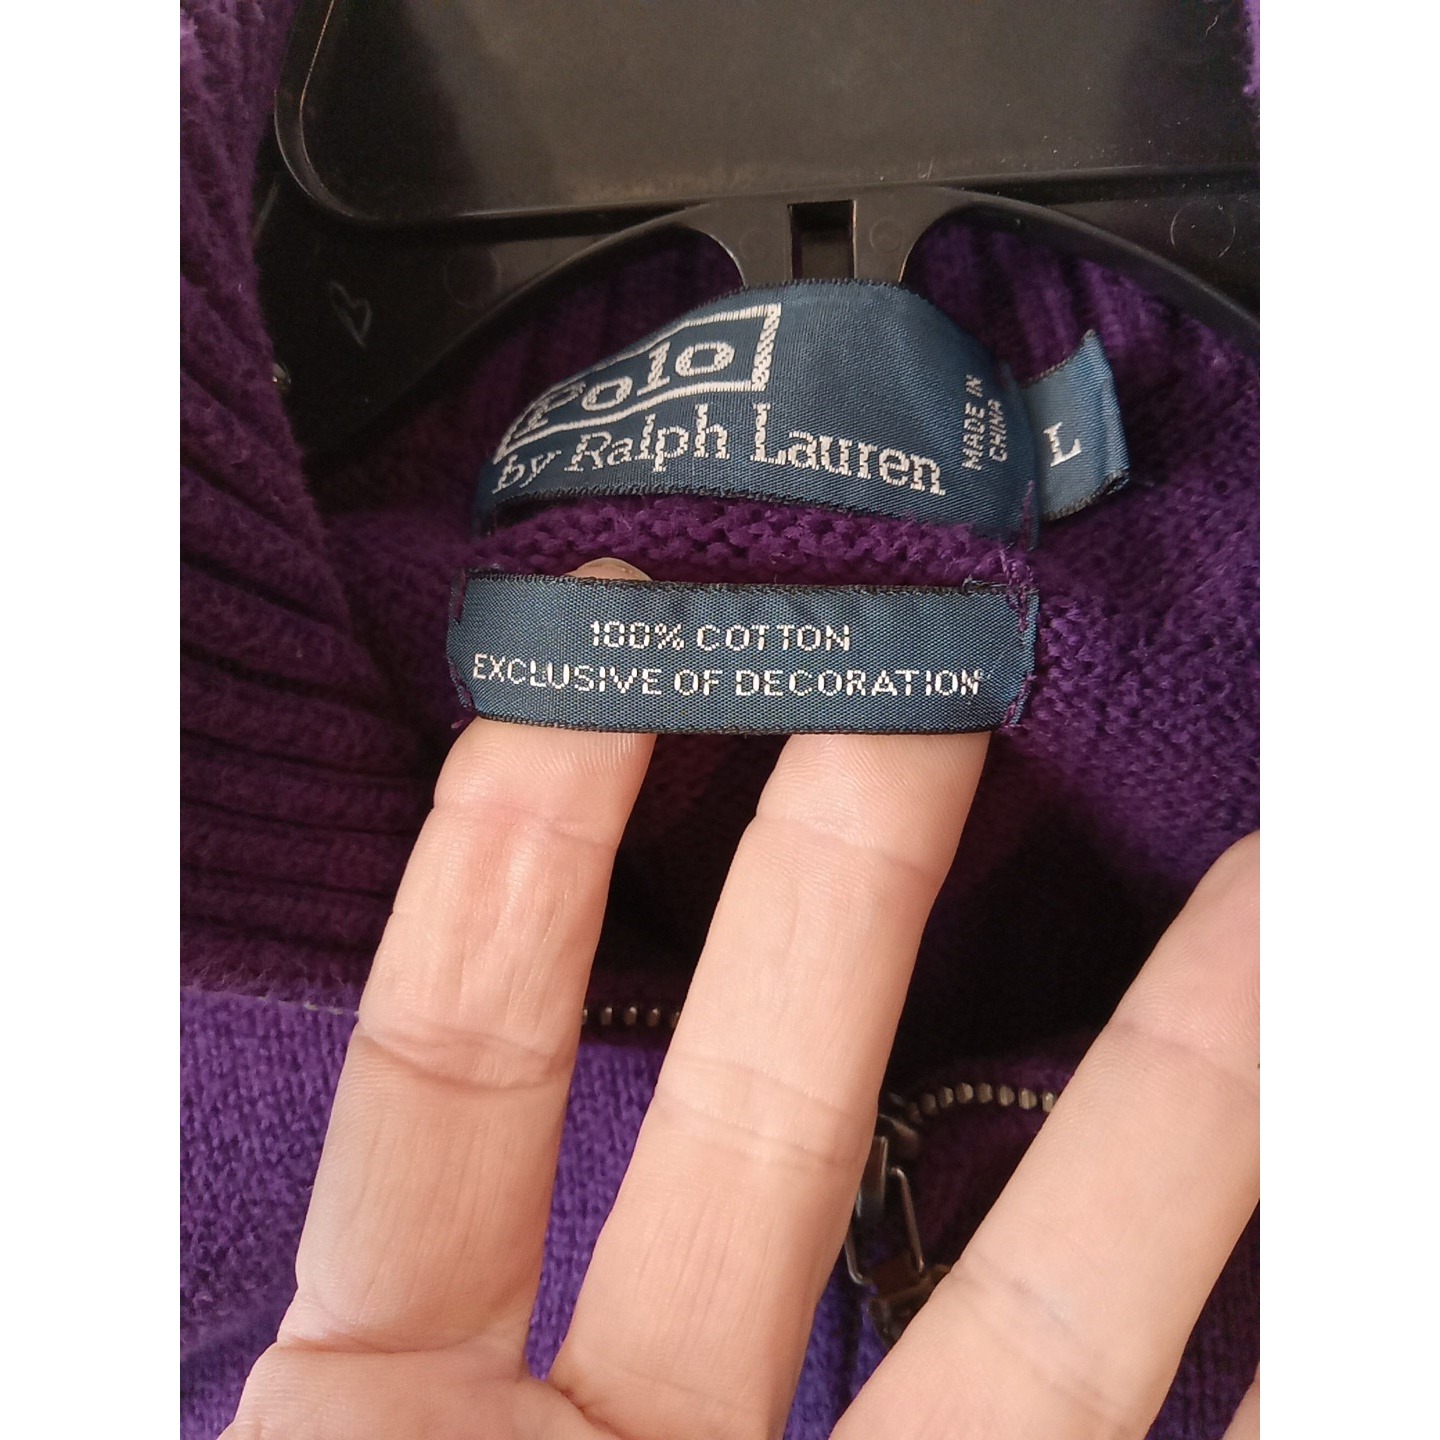 Polo
by Ralph Lauren
MADE IN
CHINA
L
100% COTTON
EXCLUSIVE OF DECORATION